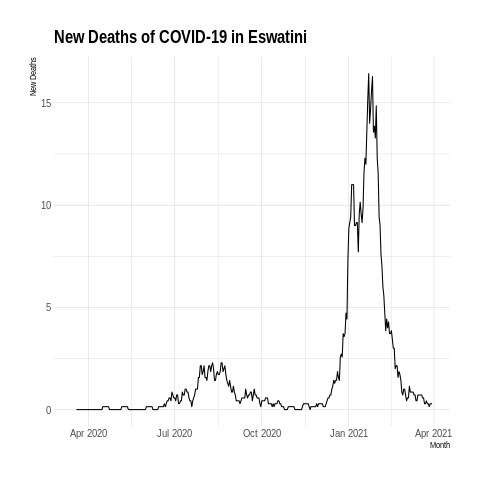 New Deaths of COVID-19 in Eswatini
New Deaths
15
10
5
0
Apr 2020 Jul 2020 Oct 2020 Jan 2021 Apr 2021
Month